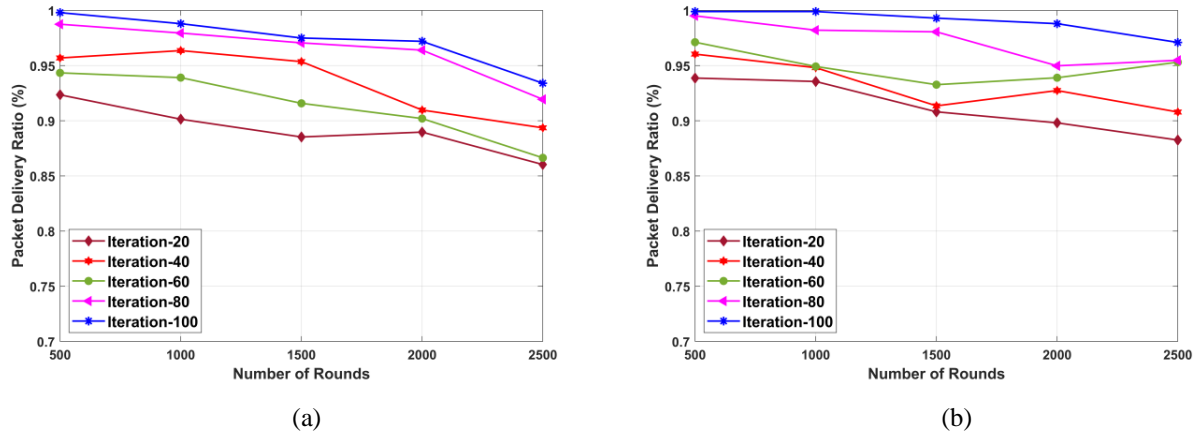 1
0.95
0.9
0.85
0.8
0.75
0.7
Packet Delivery Ratio (%)
Iteration-20
Iteration-40
Iteration-60
Iteration-80
Iteration-100
500
1000
1500
2000
2500
Number of Rounds
(a)
1
0.95
0.9
0.85
0.8
0.75
0.7
Packet Delivery Ratio (%)
Iteration-20
Iteration-40
Iteration-60
Iteration-80
Iteration-100
500
1000
1500
2000
2500
Number of Rounds
(b)